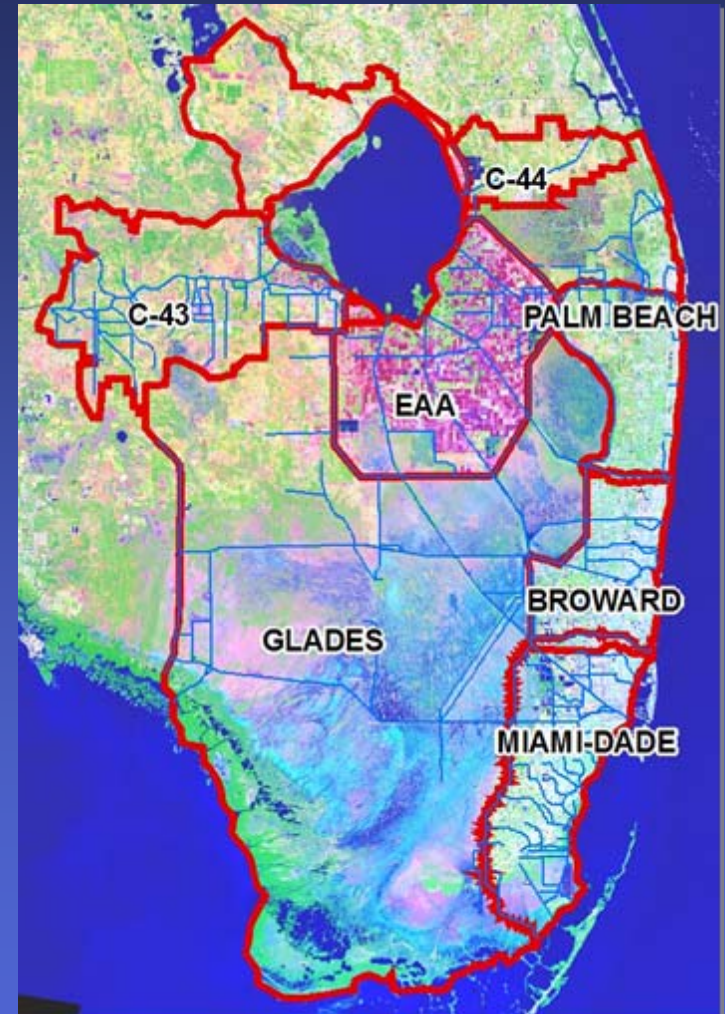 C-44
C-43
PALM BEACH
EAA
BROWARD
GLADES
MIAMI-DADE